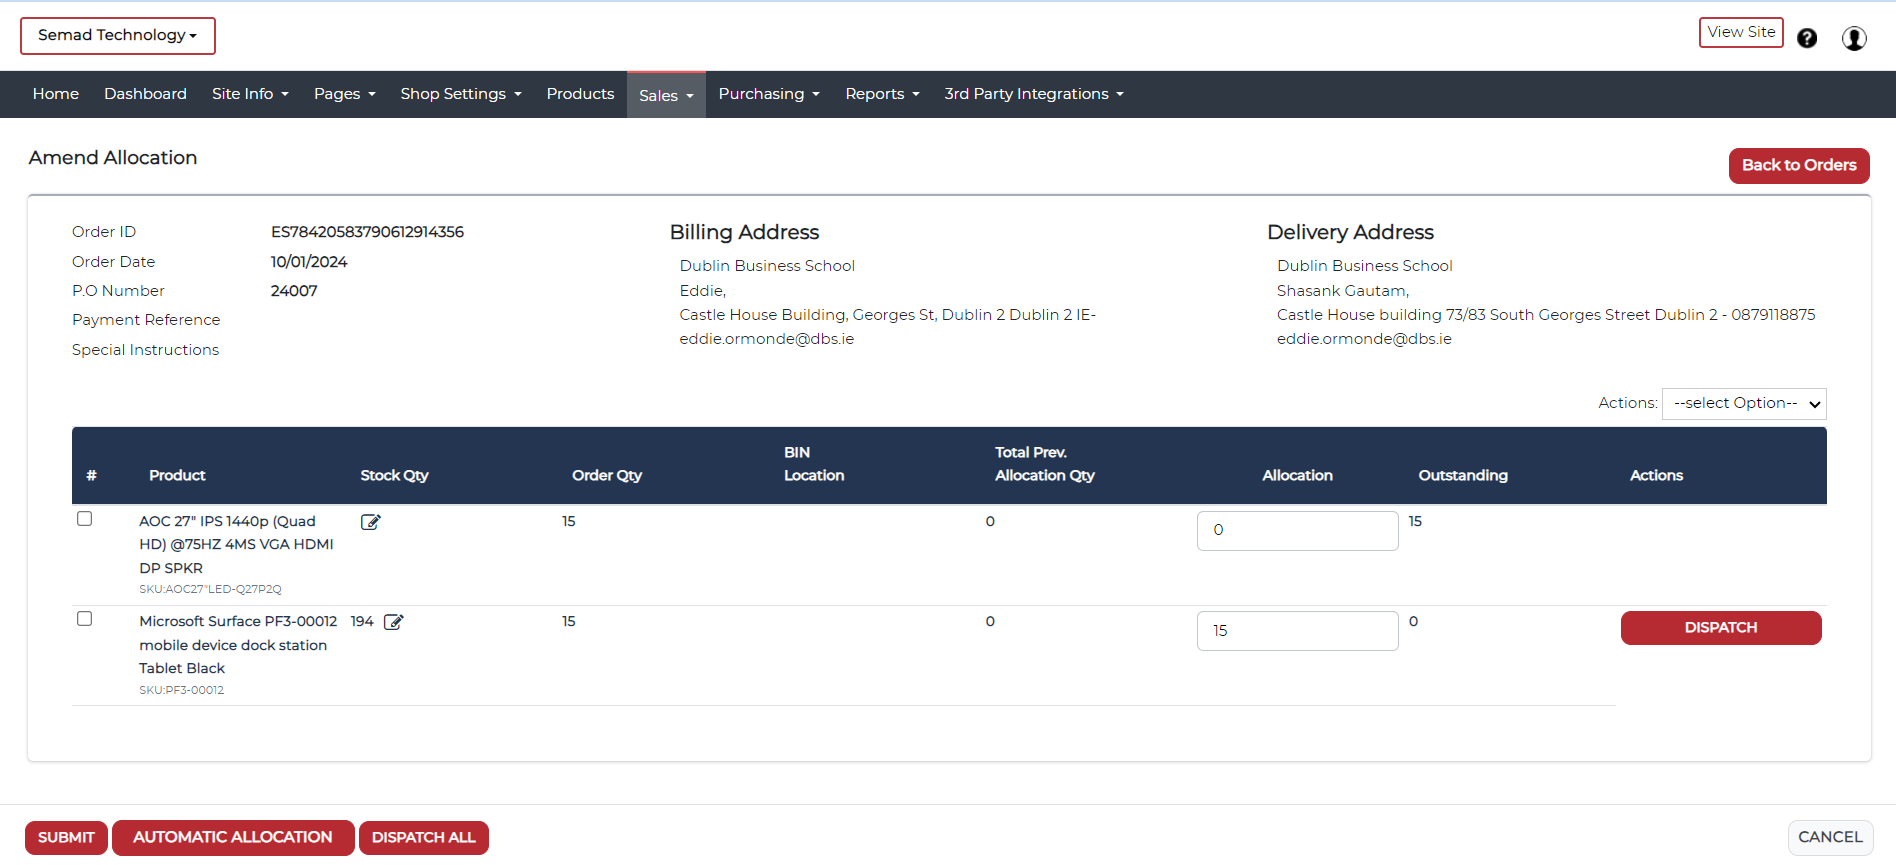 Semad Technology
View Site
Home Dashboard Site Info Pages Shop Settings Products Sales Purchasing Reports 3rd Party Integrations
Amend Allocation
Back to Orders
Order ID ES78420583790612914356
Order Date 10/01/2024
P.O Number 24007
Payment Reference
Special Instructions
Billing Address
Dublin Business School
Eddie,
Castle House Building, Georges St, Dublin 2 Dublin 2 IE-
eddie.ormonde@dbs.ie
Delivery Address
Dublin Business School
Shasank Gautam,
Castle House building 73/83 South Georges Street Dublin 2 - 0879118875
eddie.ormonde@dbs.ie
Actions: --select Option--
# Product Stock Qty Order Qty BIN Location Total Prev. Allocation Qty Allocation Outstanding Actions
AOC 27" IPS 1440p (Quad 15 0 0 15
HD) @75HZ 4MS VGA HDMI
DP SPKR
SKU:AOC27"LED-Q27P2Q
Microsoft Surface PF3-00012 194 15 0 15 0 DISPATCH
mobile device dock station
Tablet Black
SKU:PF3-00012
SUBMIT AUTOMATIC ALLOCATION DISPATCH ALL CANCEL